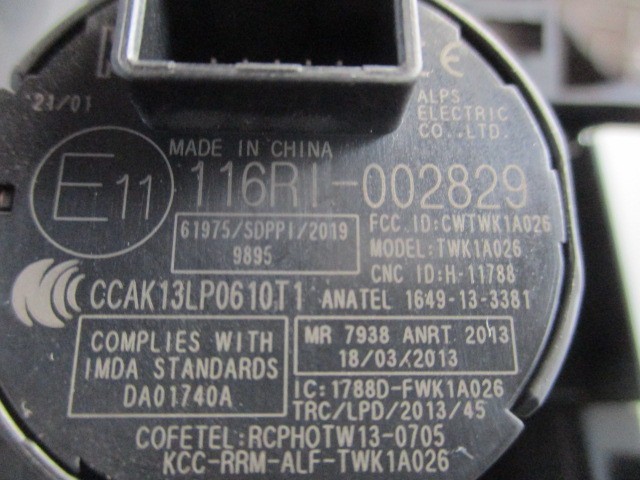 21/01
CE
ALPS
ELECTRIC
CO.,LTD.
MADE IN CHINA
E11
116RI-002829
61975/SDPPI/2019
9895
FCC ID:CWTWK1A026
MODEL:TWK1A026
CNC ID:H-11788
CCAK13LP0610T1
ANATEL 1649-13-3381
COMPLIES WITH
IMDA STANDARDS
DA01740A
MR 7938 ANRT 2013
18/03/2013
IC:1788D-FWK1A026
TRC/LPD/2013/45
COFETEL:RCPHOTW13-0705
KCC-RRM-ALF-TWK1A026